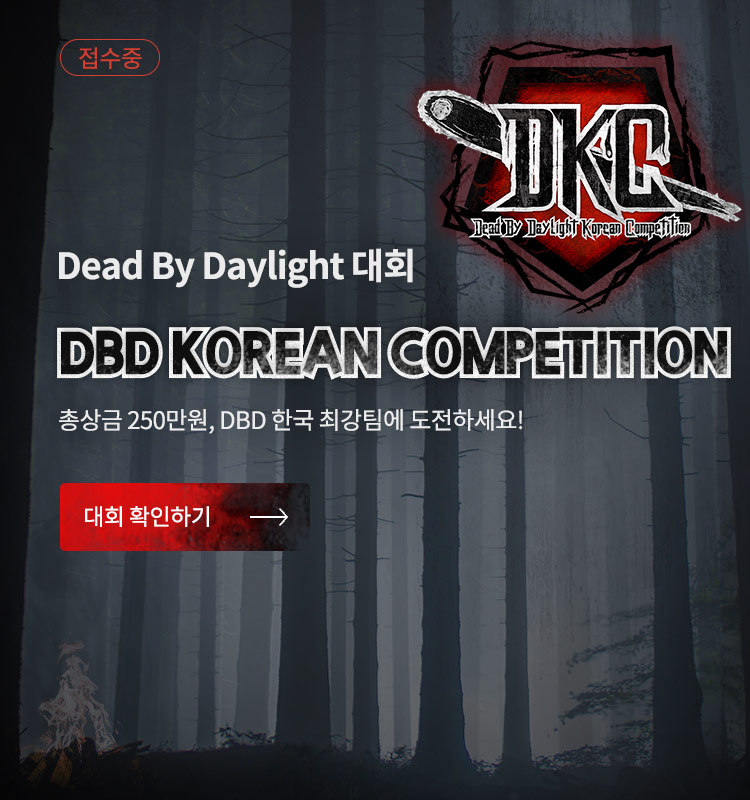 접수중
DKC
Dead By Daylight Korean Competition
Dead By Daylight 대회
DBD KOREAN COMPETITION
총상금 250만원, DBD 한국 최강팀에 도전하세요!
대회 확인하기